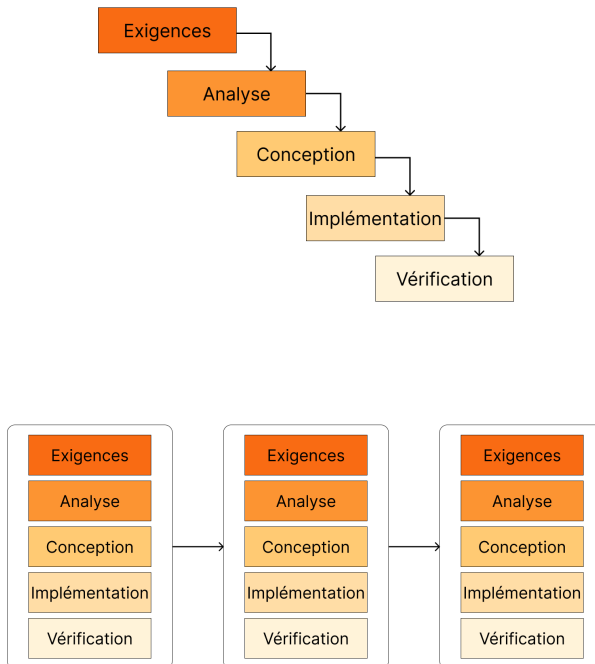 Exigences
Analyse
Conception
Implémentation
Vérification
Exigences
Analyse
Conception
Implémentation
Vérification
Exigences
Analyse
Conception
Implémentation
Vérification
Exigences
Analyse
Conception
Implémentation
Vérification